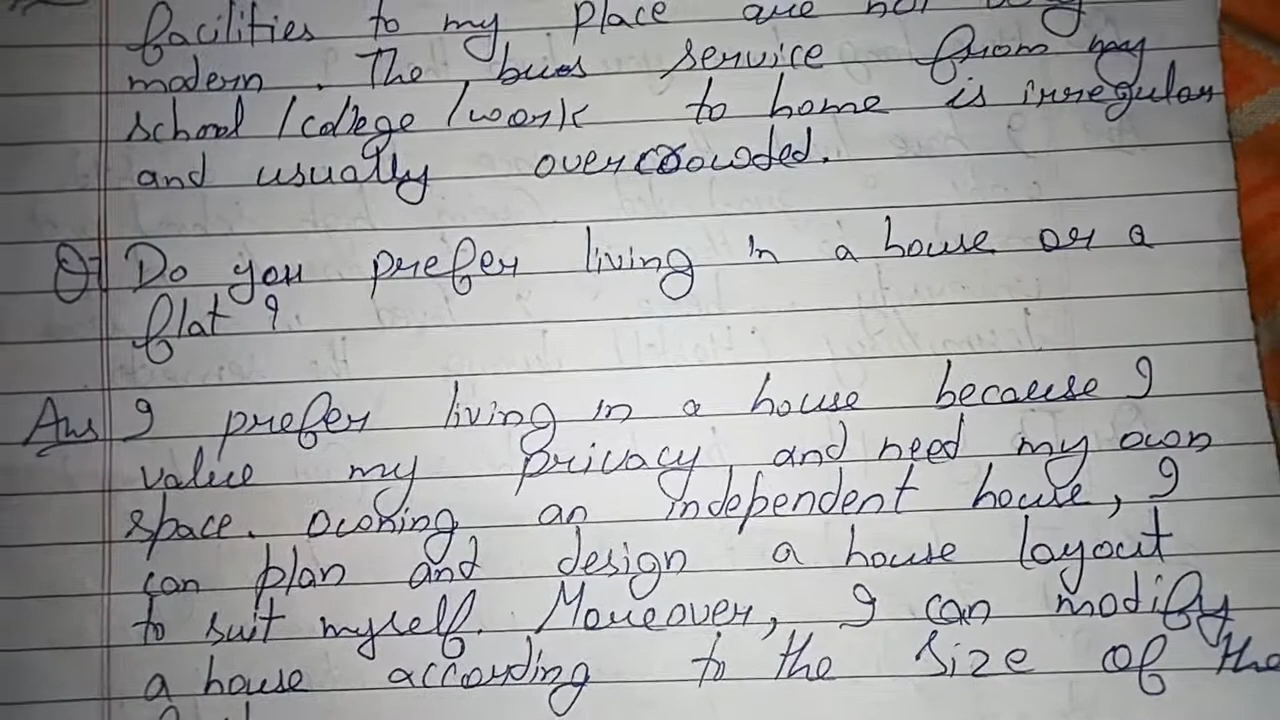 facilities to my place are not very
modern. The bus service from my
school /college /work to home is irregular
and usually overcrowded.
Q7 Do you prefer living in a house or a
flat ?
Ans I prefer living in a house because I
value my privacy and need my own
space. Owning an independent house, I
can plan and design a house layout
to suit myself. Moreover, I can modify
a house according to the size of the